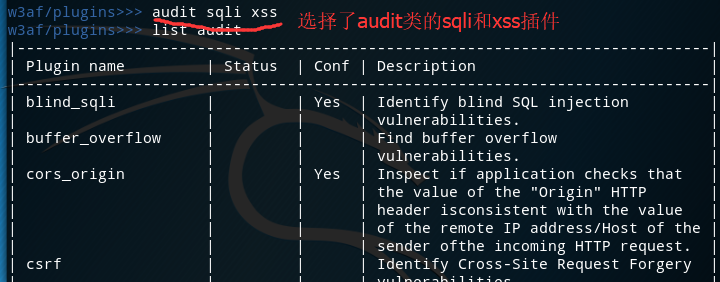 w3af/plugins>>> audit sqli xss
选择了audit类的sqli和xss插件
w3af/plugins>>> list audit
|-----------------------------------------------------------------------------|
| Plugin name | Status | Conf | Description |
|-----------------------------------------------------------------------------|
| blind_sqli | | Yes | Identify blind SQL injection |
| | | | vulnerabilities. |
| buffer_overflow | | | Find buffer overflow |
| | | | vulnerabilities. |
| cors_origin | | Yes | Inspect if application checks that |
| | | | the value of the "Origin" HTTP |
| | | | header isconsistent with the value |
| | | | of the remote IP address/Host of the |
| | | | sender ofthe incoming HTTP request. |
| csrf | | | Identify Cross-Site Request Forgery |
| | | | vulnerabilities |